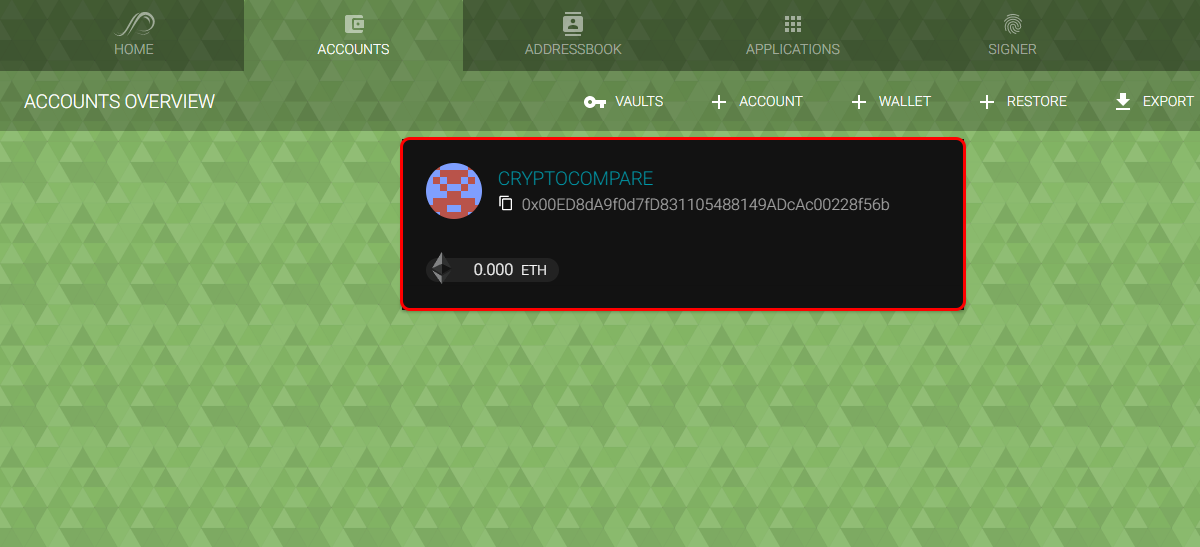 HOME
ACCOUNTS
ADDRESSBOOK
APPLICATIONS
SIGNER
ACCOUNTS OVERVIEW
VAULTS
ACCOUNT
WALLET
RESTORE
EXPORT
CRYPTOCOMPARE
0x00ED8dA9f0d7fD831105488149ADcAc00228f56b
0.000 ETH